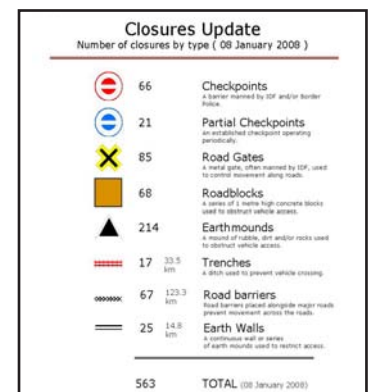 Closures Update
Number of closures by type ( 08 January 2008 )
66 Checkpoints
A barrier manned by IDF and/or Border
Police.
21 Partial Checkpoints
An established checkpoint operating
periodically.
85 Road Gates
A metal gate, often manned by IDF, used
to control movement along roads.
68 Roadblocks
A series of 1 metre high concrete blocks
used to obstruct vehicle access.
214 Earthmounds
A mound of rubble, dirt and/or rocks used
to obstruct vehicle access.
17 33.5 km Trenches
A ditch used to prevent vehicle crossing.
67 123.3 km Road barriers
Road barriers placed alongside major roads
prevent movement across the roads.
25 14.8 km Earth Walls
A continuous wall or series
of earth mounds used to restrict access.
563 TOTAL (08 January 2008)